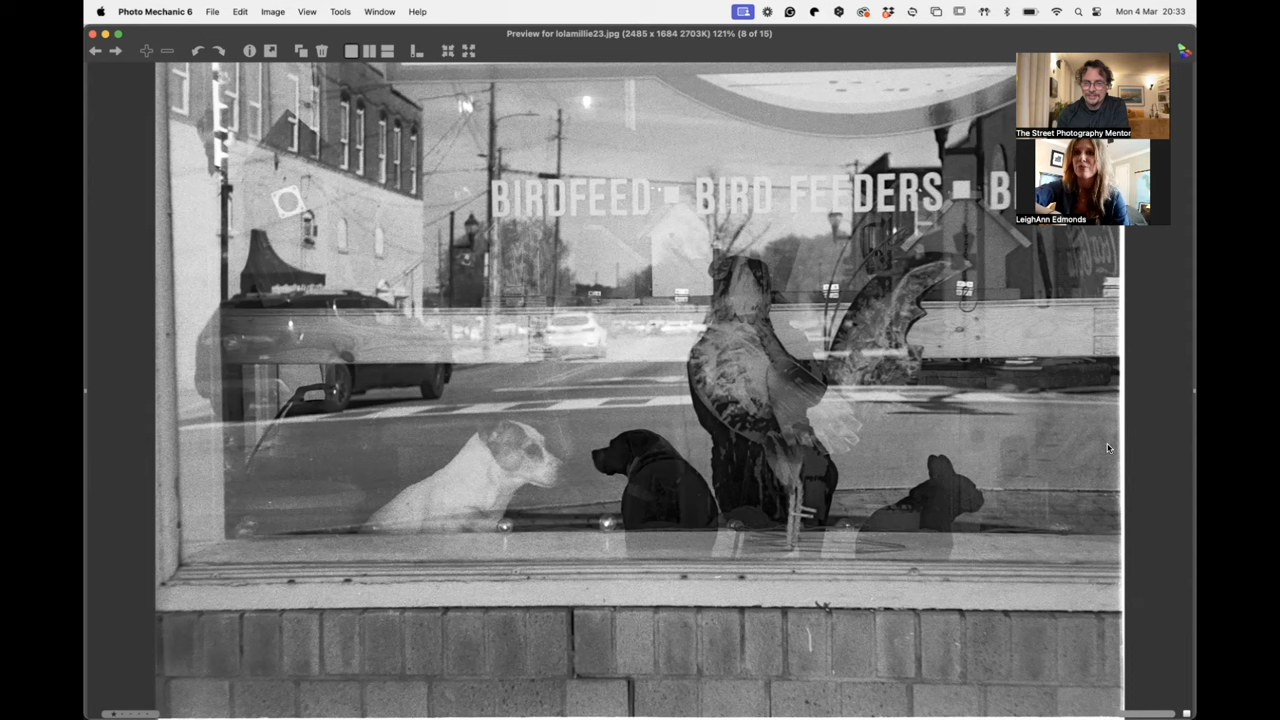 Photo Mechanic 6 File Edit Image View Tools Window Help Mon 4 Mar 20:33
Preview for lolamillie23.jpg (2485 x 1684 2703K) 121% (8 of 15)
The Street Photography Mentor
LeighAnn Edmonds
BIRDFEED ▪ BIRD FEEDERS ▪ B